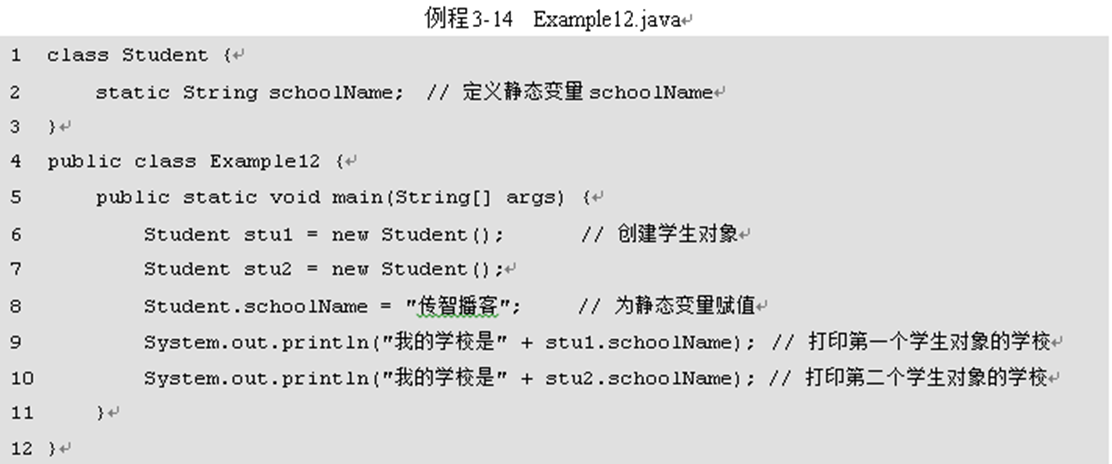 例程3-14 Example12.java
1 class Student {
2     static String schoolName;  // 定义静态变量schoolName
3 }
4 public class Example12 {
5     public static void main(String[] args) {
6         Student stu1 = new Student();       // 创建学生对象
7         Student stu2 = new Student();
8         Student.schoolName = "传智播客";     // 为静态变量赋值
9         System.out.println("我的学校是" + stu1.schoolName); // 打印第一个学生对象的学校
10         System.out.println("我的学校是" + stu2.schoolName); // 打印第二个学生对象的学校
11     }
12 }